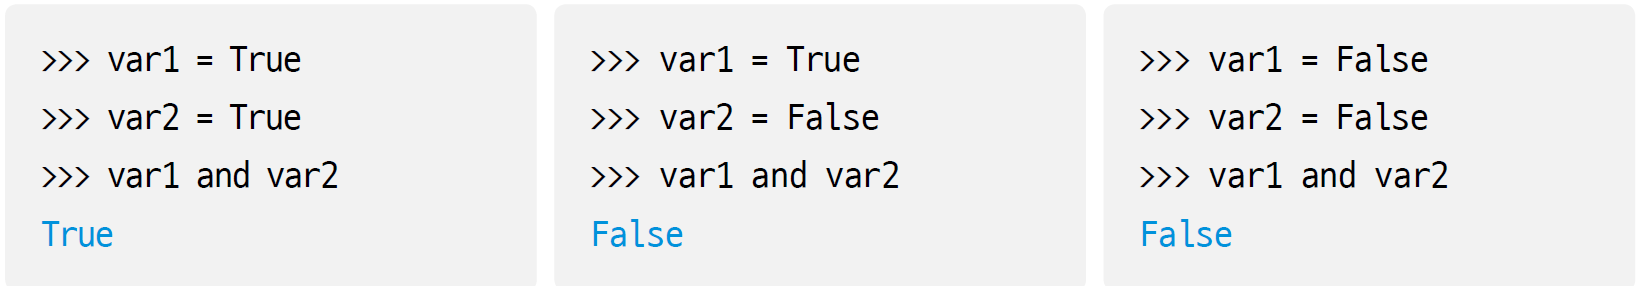 >>> var1 = True
>>> var2 = True
>>> var1 and var2
True
>>> var1 = True
>>> var2 = False
>>> var1 and var2
False
>>> var1 = False
>>> var2 = False
>>> var1 and var2
False